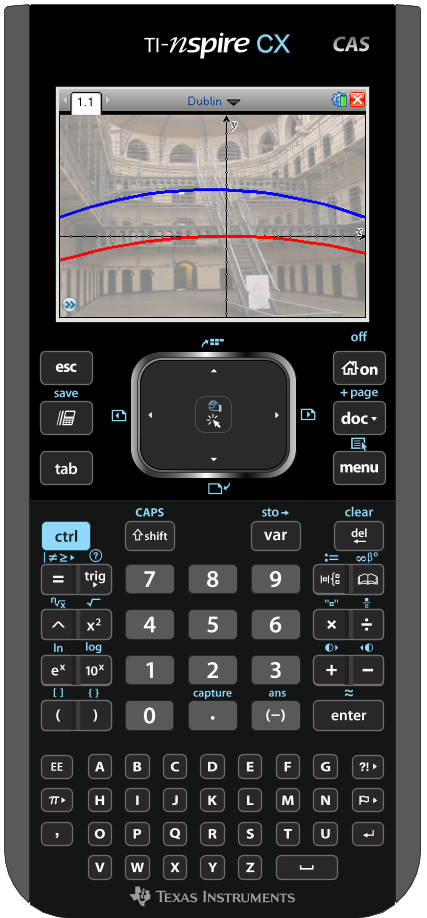 TI-nspire CX CAS
1.1 Dublin
y
x
off
esc on
save + page
doc
tab menu
CAPS sto→ clear
ctrl shift var del
|≠≥▸ ? := ∞β°
= trig 7 8 9 |▫|{▫
ⁿ√x √ "▫" ▫/▫
^ x² 4 5 6 × ÷
ln log
eˣ 10ˣ 1 2 3 + −
[ ] { } capture ans ≈
( ) 0 . (−) enter
EE A B C D E F G ?!▸
π▸ H I J K L M N
, O P Q R S T U ↵
V W X Y Z
TEXAS INSTRUMENTS